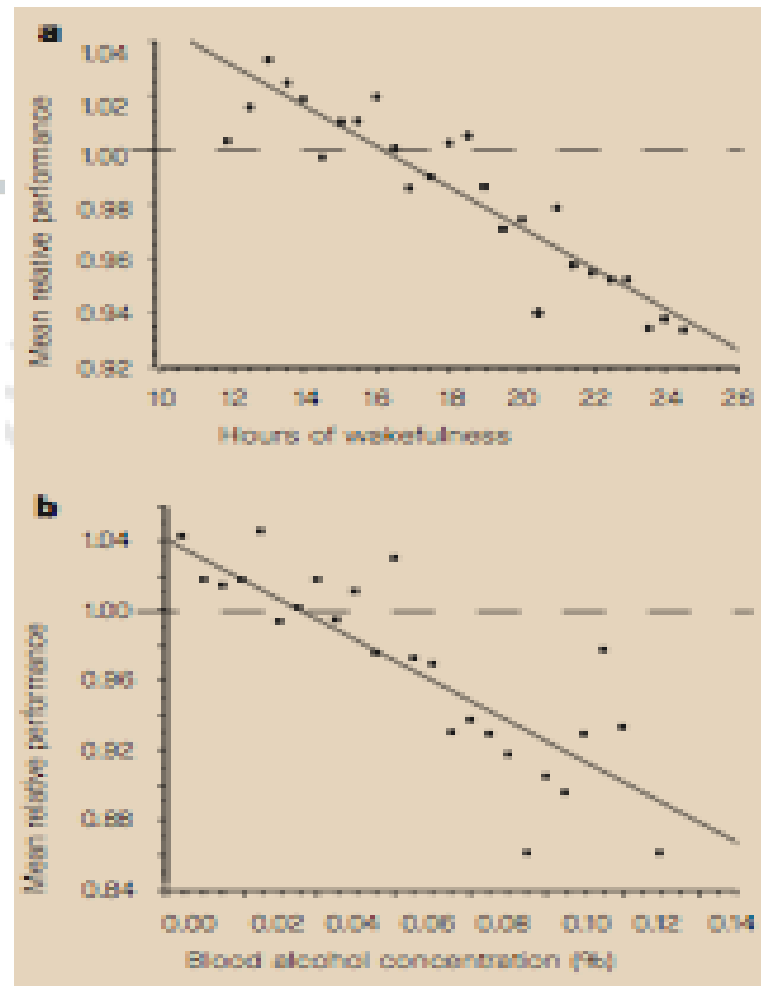 a
1.04
1.02
1.00
0.98
0.96
0.94
0.92
Mean relative performance
10 12 14 16 18 20 22 24 26
Hours of wakefulness
b
1.04
1.00
0.96
0.92
0.88
0.84
Mean relative performance
0.00 0.02 0.04 0.06 0.08 0.10 0.12 0.14
Blood alcohol concentration (%)